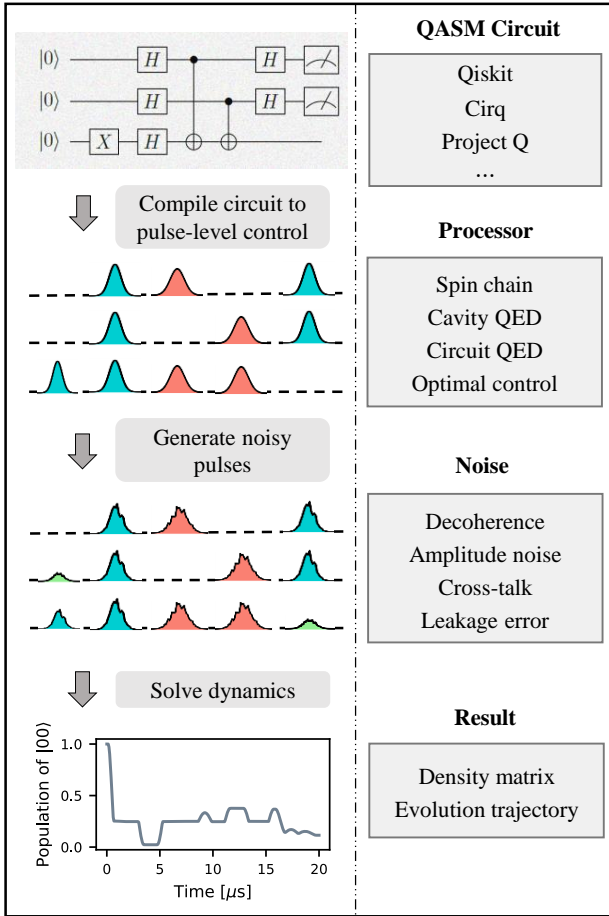 QASM Circuit
|0⟩ H H
|0⟩ H H
|0⟩ X H
Qiskit
Cirq
Project Q
...
Compile circuit to
pulse-level control
Processor
Spin chain
Cavity QED
Circuit QED
Optimal control
Generate noisy
pulses
Noise
Decoherence
Amplitude noise
Cross-talk
Leakage error
Solve dynamics
Result
Density matrix
Evolution trajectory
Population of |00⟩
1.0
0.5
0.0
0 5 10 15 20
Time [μs]